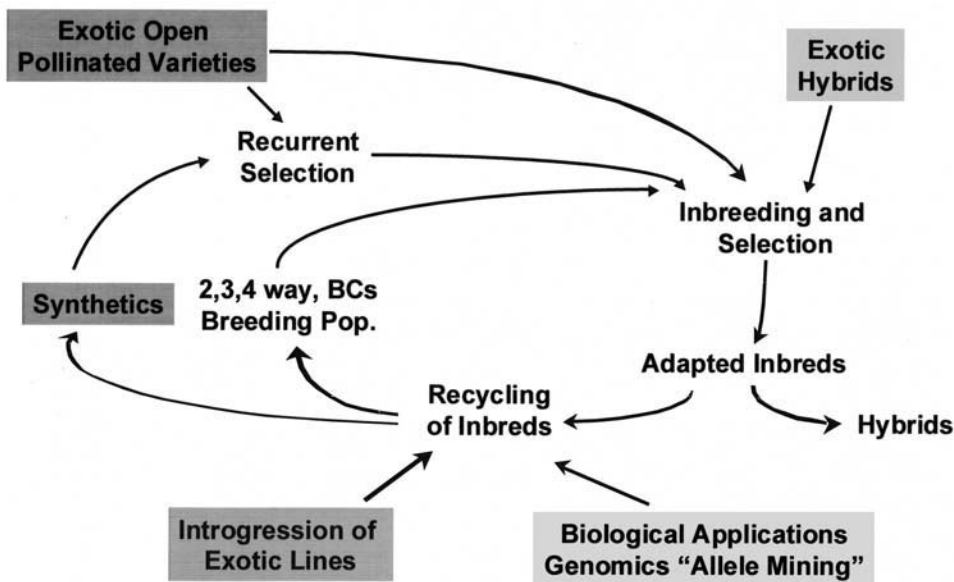 Exotic Open
Pollinated Varieties
Exotic
Hybrids
Recurrent
Selection
Inbreeding and
Selection
Synthetics
2,3,4 way, BCs
Breeding Pop.
Adapted Inbreds
Recycling
of Inbreds
Hybrids
Introgression of
Exotic Lines
Biological Applications
Genomics “Allele Mining”